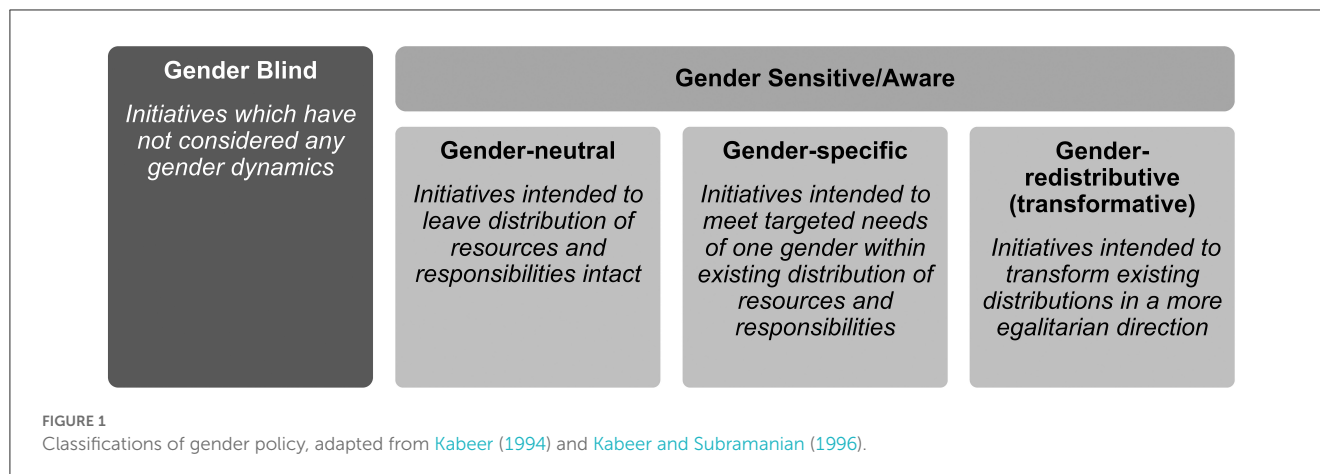 Gender Blind
Initiatives which have
not considered any
gender dynamics
Gender Sensitive/Aware
Gender-neutral
Initiatives intended to
leave distribution of
resources and
responsibilities intact
Gender-specific
Initiatives intended to
meet targeted needs
of one gender within
existing distribution of
resources and
responsibilities
Gender-
redistributive
(transformative)
Initiatives intended to
transform existing
distributions in a more
egalitarian direction
FIGURE 1
Classifications of gender policy, adapted from Kabeer (1994) and Kabeer and Subramanian (1996).